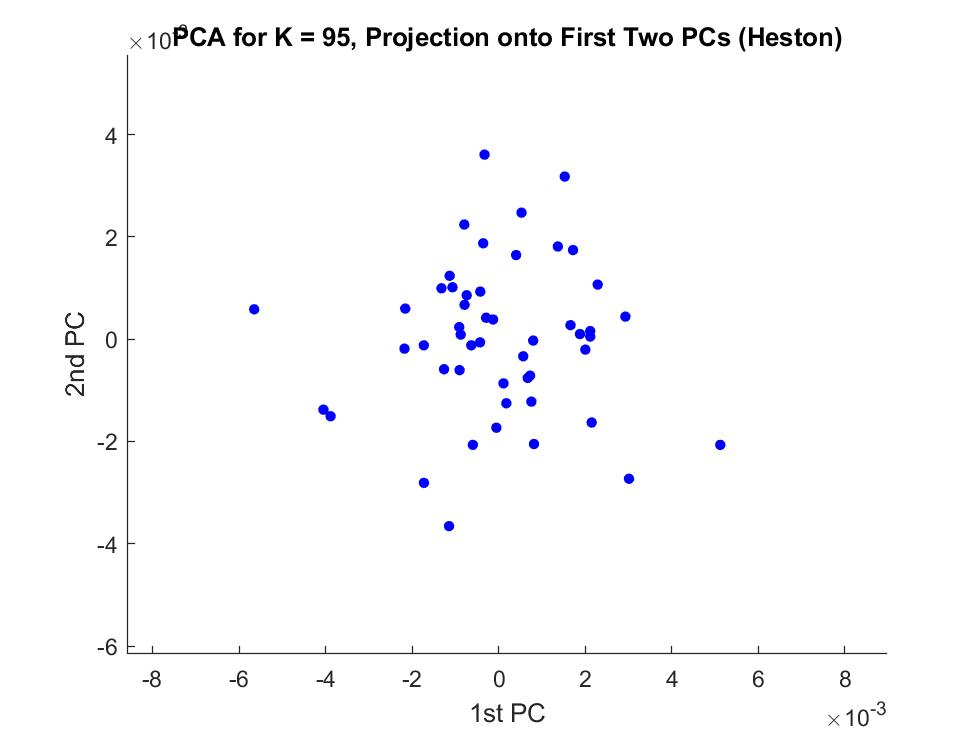 ×10
PCA for K = 95, Projection onto First Two PCs (Heston)
4
2
0
-2
-4
-6
2nd PC
-8 -6 -4 -2 0 2 4 6 8
1st PC
×10-3